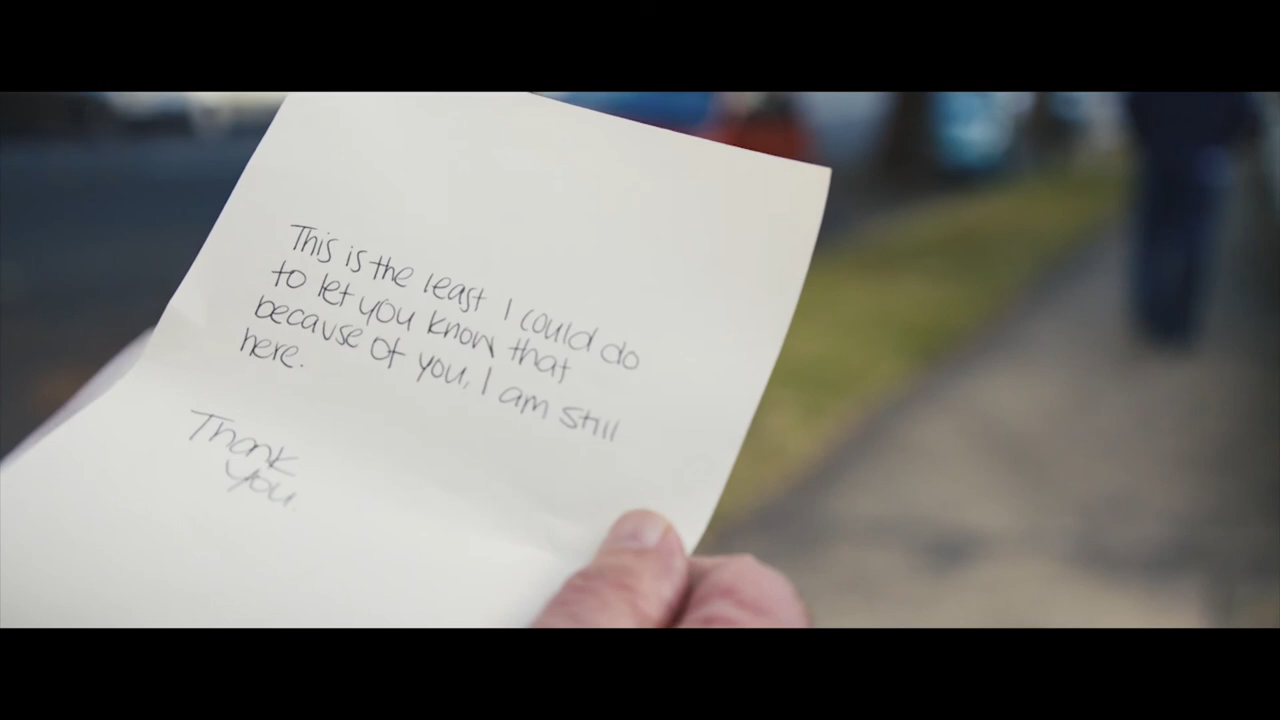 This is the least I could do
to let you know that
because of you, I am still
here.
Thank
you.